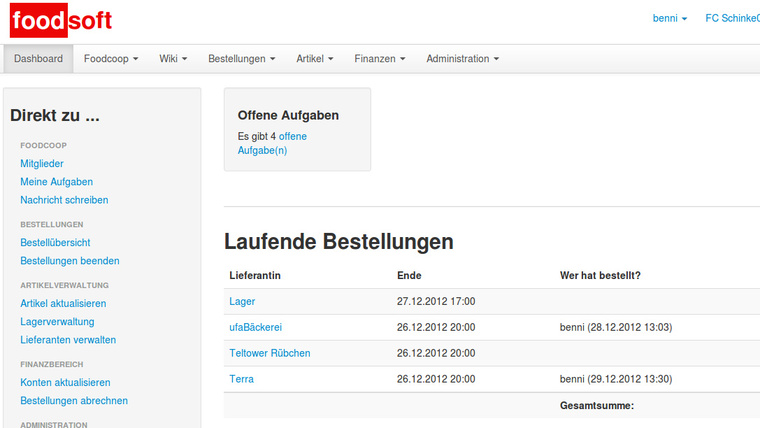 foodsoft
benni
FC Schinke
Dashboard Foodcoop Wiki Bestellungen Artikel Finanzen Administration
Direkt zu ...
FOODCOOP
Mitglieder
Meine Aufgaben
Nachricht schreiben
BESTELLUNGEN
Bestellübersicht
Bestellungen beenden
ARTIKELVERWALTUNG
Artikel aktualisieren
Lagerverwaltung
Lieferanten verwalten
FINANZBEREICH
Konten aktualisieren
Bestellungen abrechnen
ADMINISTRATION
Offene Aufgaben
Es gibt 4 offene
Aufgabe(n)
Laufende Bestellungen
Lieferantin Ende Wer hat bestellt?
Lager 27.12.2012 17:00
ufaBäckerei 26.12.2012 20:00 benni (28.12.2012 13:03)
Teltower Rübchen 26.12.2012 20:00
Terra 26.12.2012 20:00 benni (29.12.2012 13:30)
Gesamtsumme: